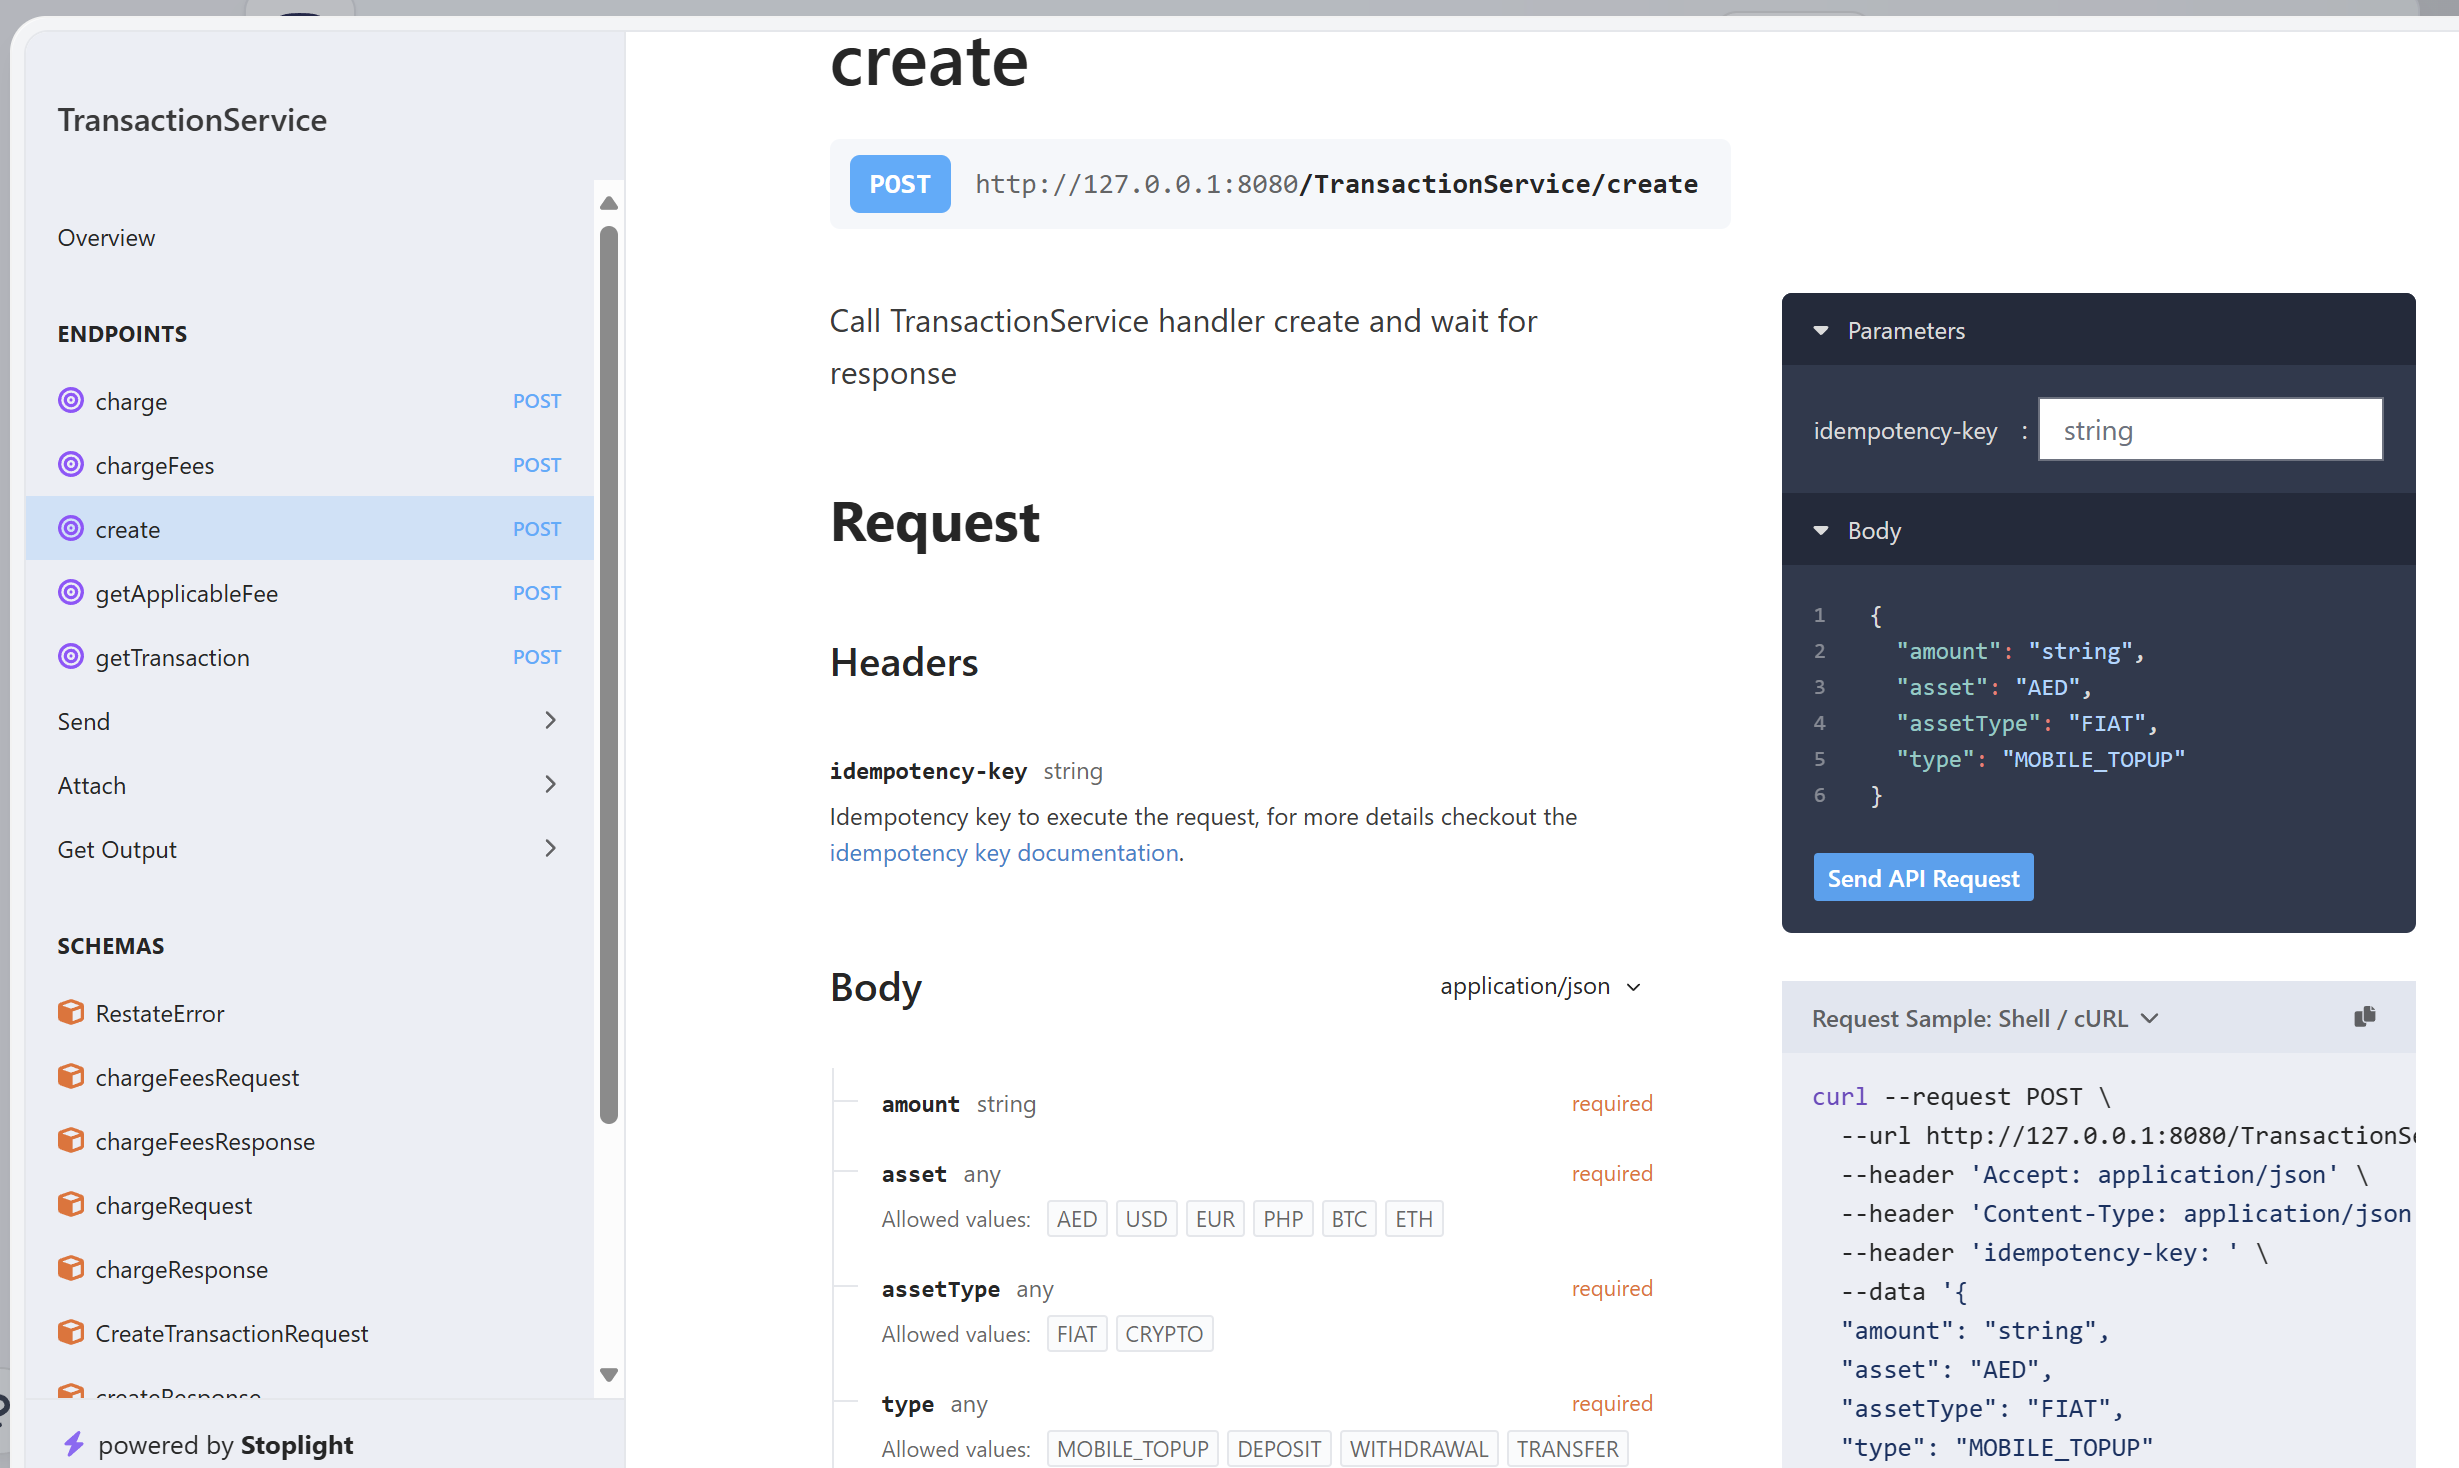 TransactionService
Overview
ENDPOINTS
charge POST
chargeFees POST
create POST
getApplicableFee POST
getTransaction POST
Send
Attach
Get Output
SCHEMAS
RestateError
chargeFeesRequest
chargeFeesResponse
chargeRequest
chargeResponse
CreateTransactionRequest
createResponse
powered by Stoplight
create
POST http://127.0.0.1:8080/TransactionService/create
Call TransactionService handler create and wait for
response
Request
Headers
idempotency-key string
Idempotency key to execute the request, for more details checkout the
idempotency key documentation.
Body application/json
amount string required
asset any required
Allowed values: AED USD EUR PHP BTC ETH
assetType any required
Allowed values: FIAT CRYPTO
type any required
Allowed values: MOBILE_TOPUP DEPOSIT WITHDRAWAL TRANSFER
Parameters
idempotency-key : string
Body
1 {
2 "amount": "string",
3 "asset": "AED",
4 "assetType": "FIAT",
5 "type": "MOBILE_TOPUP"
6 }
Send API Request
Request Sample: Shell / cURL
curl --request POST \
--url http://127.0.0.1:8080/TransactionSe
--header 'Accept: application/json' \
--header 'Content-Type: application/json
--header 'idempotency-key: ' \
--data '{
"amount": "string",
"asset": "AED",
"assetType": "FIAT",
"type": "MOBILE_TOPUP"